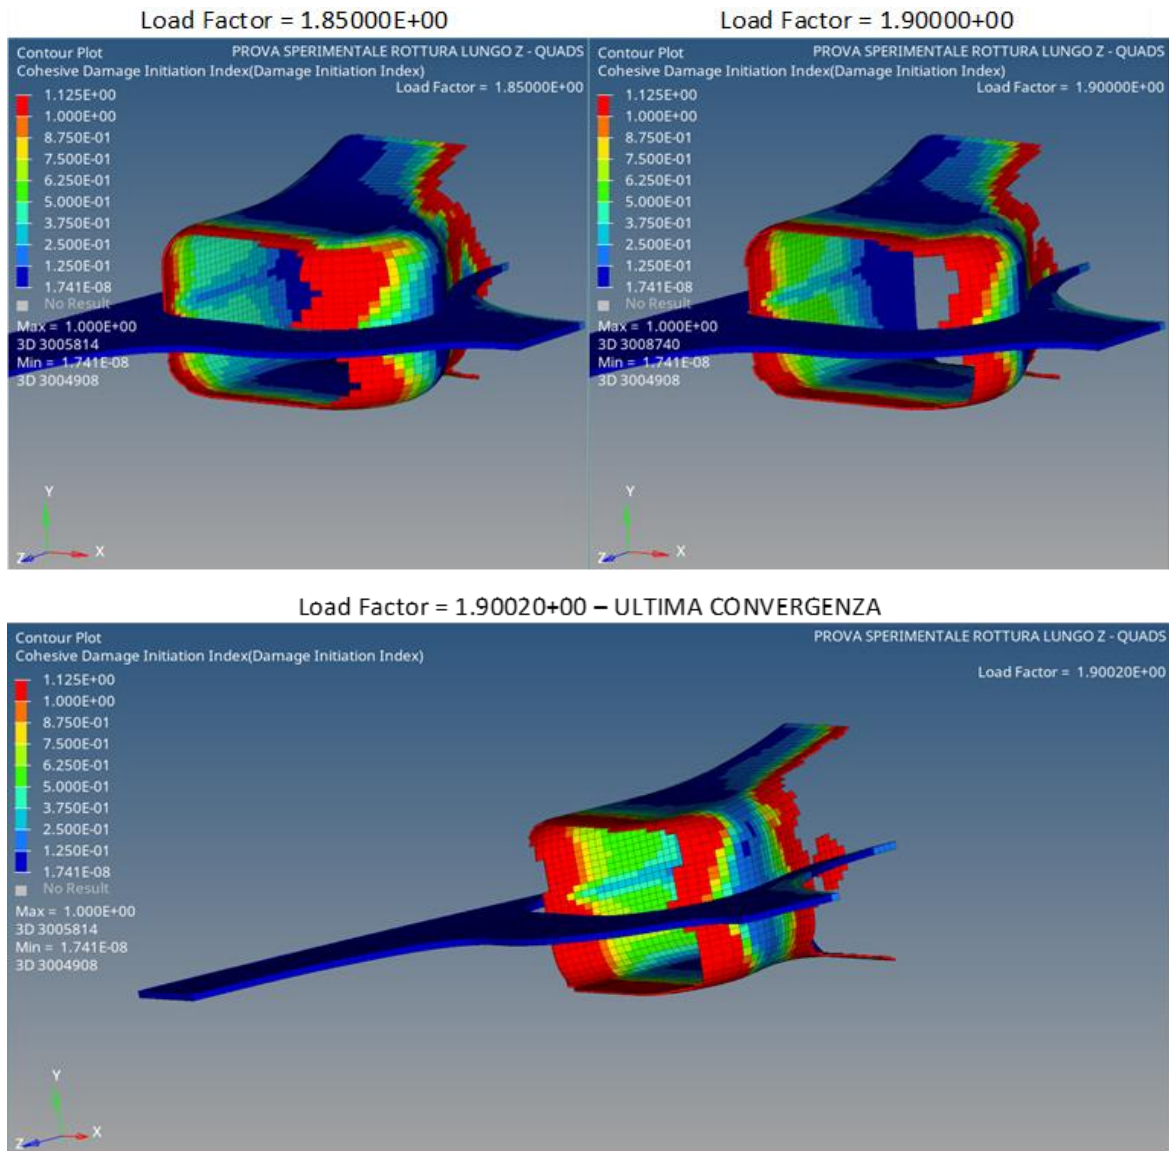 Load Factor = 1.85000E+00
Load Factor = 1.90000+00
Contour Plot
PROVA SPERIMENTALE ROTTURA LUNGO Z - QUADS
Cohesive Damage Initiation Index(Damage Initiation Index)
Load Factor = 1.85000E+00
1.125E+00
1.000E+00
8.750E-01
7.500E-01
6.250E-01
5.000E-01
3.750E-01
2.500E-01
1.250E-01
1.741E-08
No Result
Max = 1.000E+00
3D 3005814
Min = 1.741E-08
3D 3004908
Y
Z
X
Contour Plot
PROVA SPERIMENTALE ROTTURA LUNGO Z - QUADS
Cohesive Damage Initiation Index(Damage Initiation Index)
Load Factor = 1.90000E+00
1.125E+00
1.000E+00
8.750E-01
7.500E-01
6.250E-01
5.000E-01
3.750E-01
2.500E-01
1.250E-01
1.741E-08
No Result
Max = 1.000E+00
3D 3008740
Min = 1.741E-08
3D 3004908
Y
Z
X
Load Factor = 1.90020+00 – ULTIMA CONVERGENZA
Contour Plot
PROVA SPERIMENTALE ROTTURA LUNGO Z - QUADS
Cohesive Damage Initiation Index(Damage Initiation Index)
Load Factor = 1.90020E+00
1.125E+00
1.000E+00
8.750E-01
7.500E-01
6.250E-01
5.000E-01
3.750E-01
2.500E-01
1.250E-01
1.741E-08
No Result
Max = 1.000E+00
3D 3005814
Min = 1.741E-08
3D 3004908
Y
Z
X